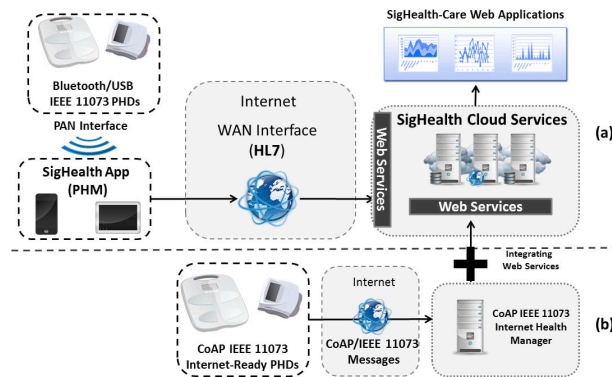 SigHealth-Care Web Applications
Bluetooth/USB
IEEE 11073 PHDs
PAN Interface
SigHealth App
(PHM)
Internet
WAN Interface
(HL7)
Web Services
SigHealth Cloud Services
Web Services
(a)
Integrating
Web Services
CoAP IEEE 11073
Internet-Ready PHDs
Internet
CoAP/IEEE 11073
Messages
CoAP IEEE 11073
Internet Health
Manager
(b)